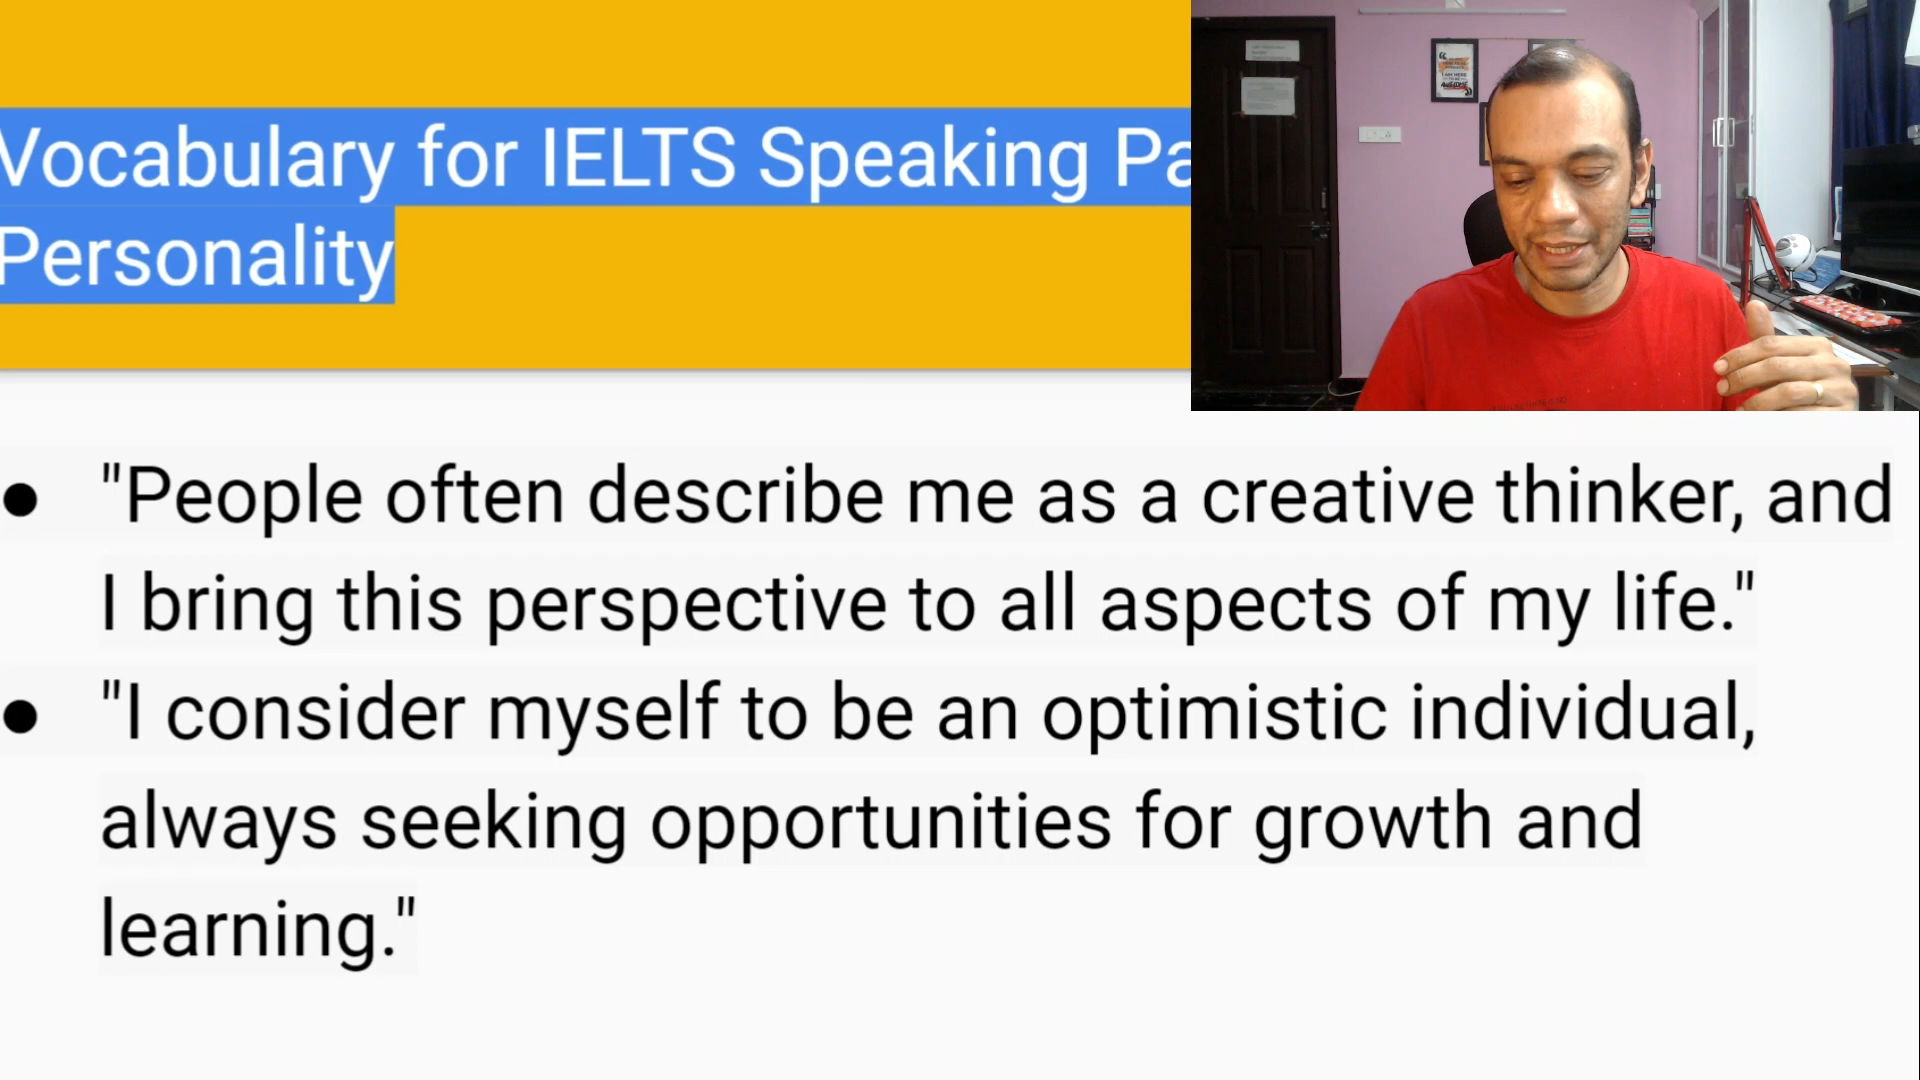 Vocabulary for IELTS Speaking Pa
Personality
● "People often describe me as a creative thinker, and
I bring this perspective to all aspects of my life."
● "I consider myself to be an optimistic individual,
always seeking opportunities for growth and
learning."